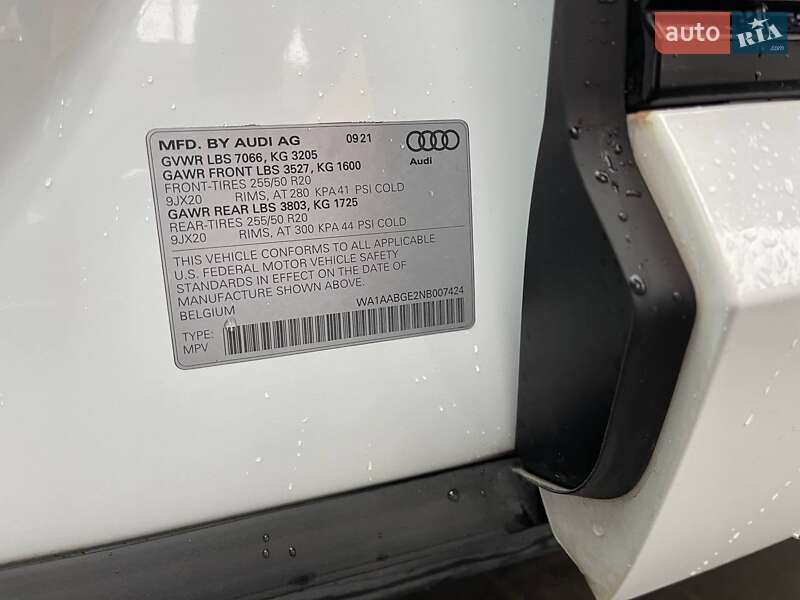 auto RIA.com
MFD. BY AUDI AG 09 21
GVWR LBS 7066, KG 3205
GAWR FRONT LBS 3527, KG 1600
FRONT-TIRES 255/50 R20
9JX20 RIMS, AT 280 KPA 41 PSI COLD
GAWR REAR LBS 3803, KG 1725
REAR-TIRES 255/50 R20
9JX20 RIMS, AT 300 KPA 44 PSI COLD
Audi
THIS VEHICLE CONFORMS TO ALL APPLICABLE
U.S. FEDERAL MOTOR VEHICLE SAFETY
STANDARDS IN EFFECT ON THE DATE OF
MANUFACTURE SHOWN ABOVE.
BELGIUM WA1AABGE2NB007424
TYPE:
MPV